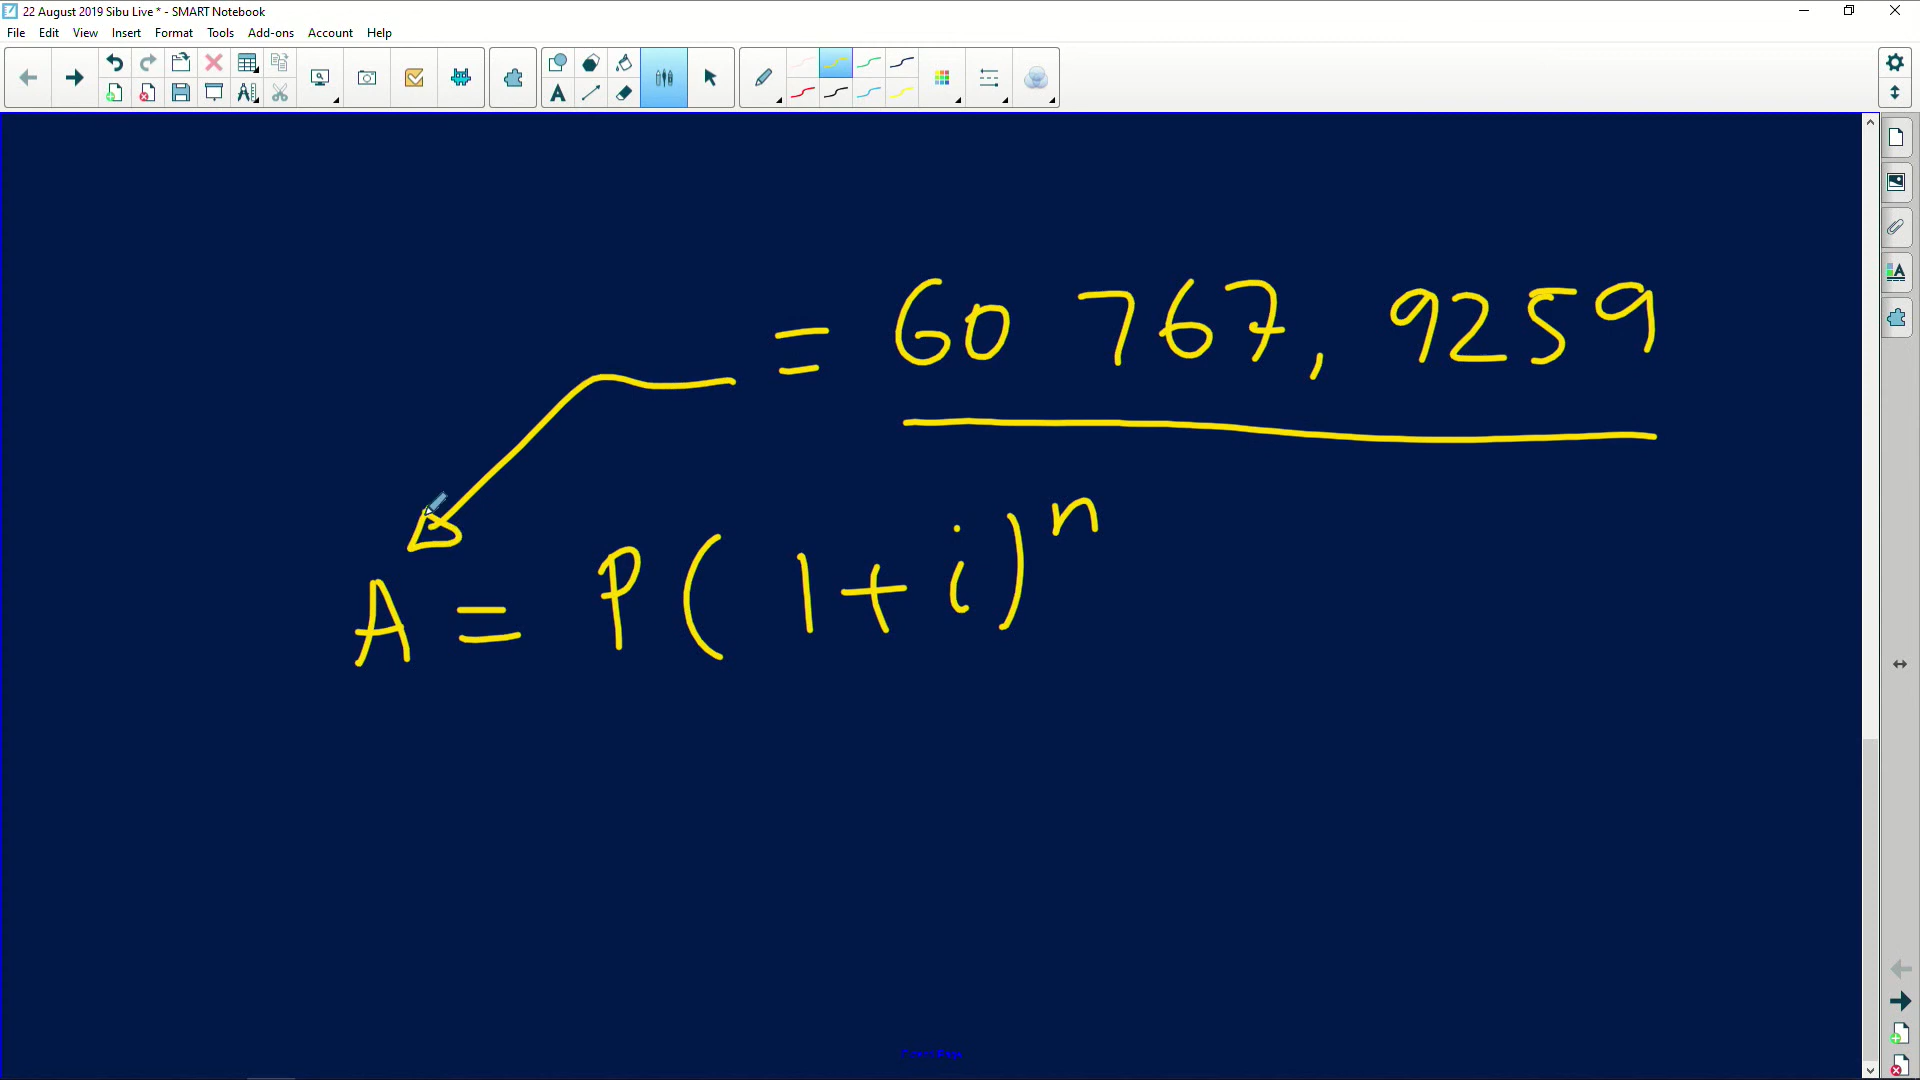 22 August 2019 Sibu Live * - SMART Notebook
File Edit View Insert Format Tools Add-ons Account Help
= 60 767, 9259
A = P(1+i)^n